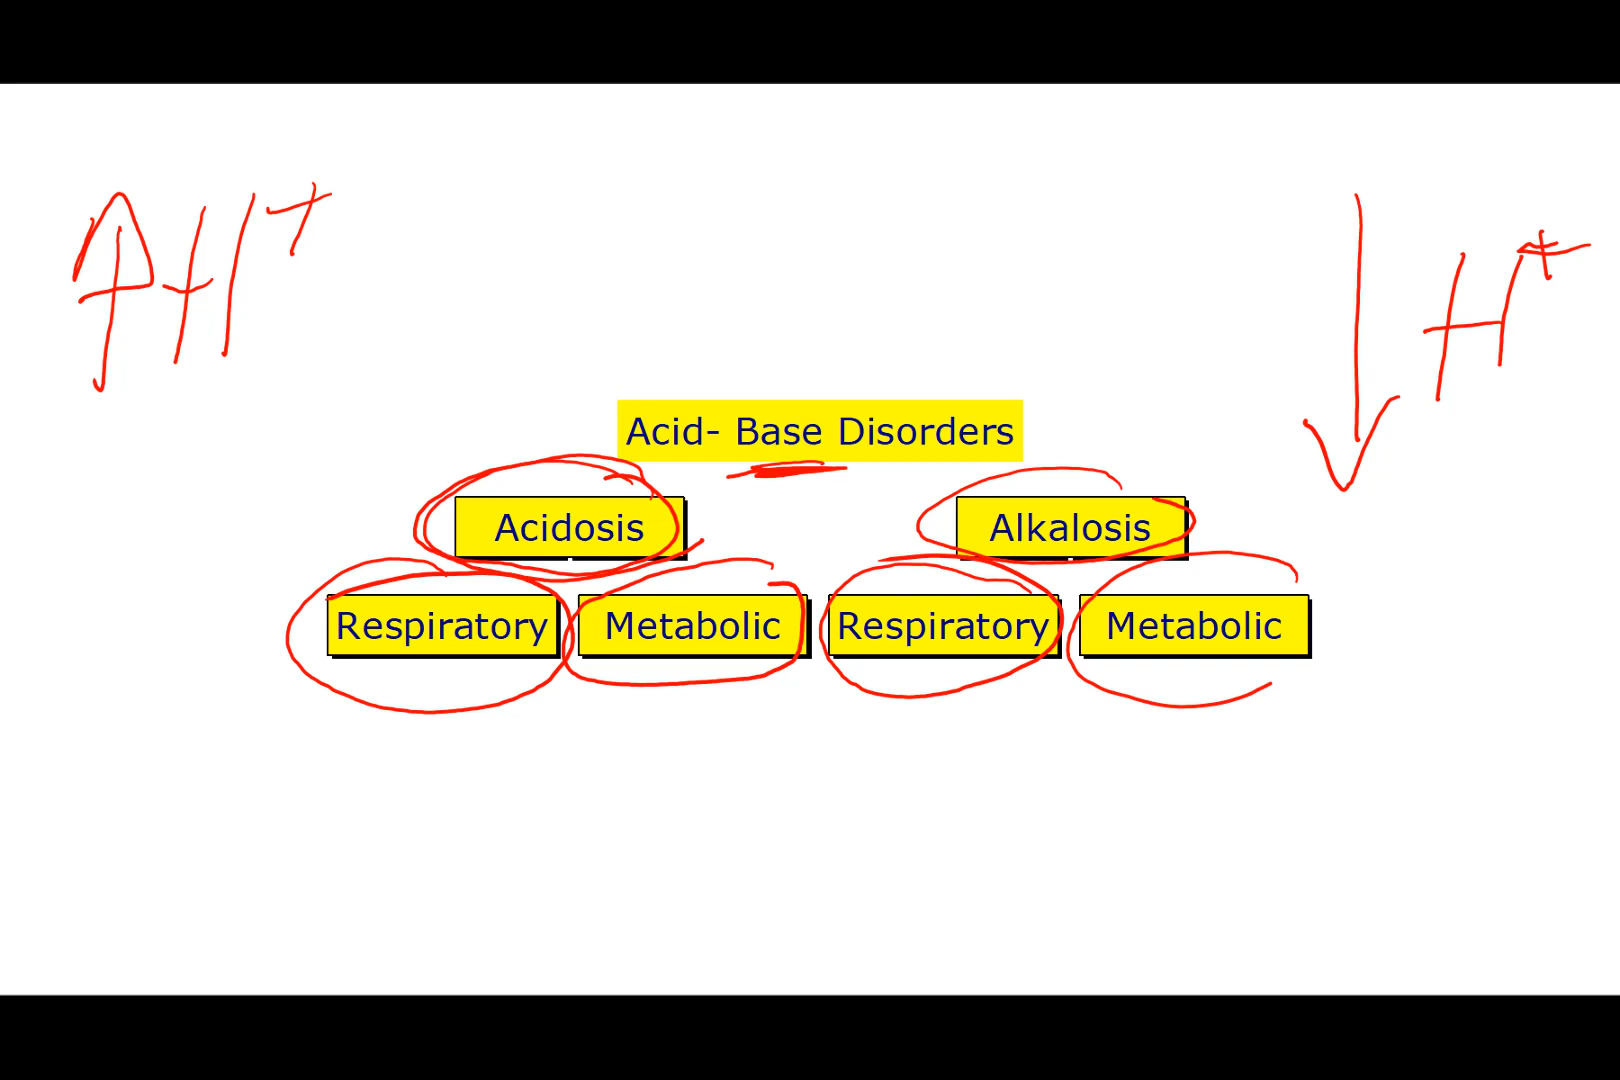 ↑H⁺
↓H⁺
Acid- Base Disorders
Acidosis
Alkalosis
Respiratory
Metabolic
Respiratory
Metabolic